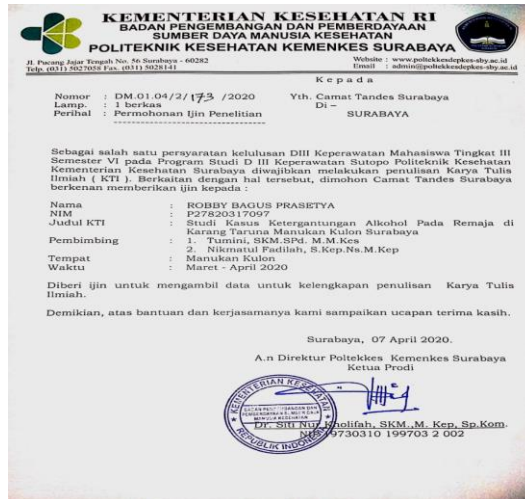 KEMENTERIAN KESEHATAN RI
BADAN PENGEMBANGAN DAN PEMBERDAYAAN
SUMBER DAYA MANUSIA KESEHATAN
POLITEKNIK KESEHATAN KEMENKES SURABAYA
Jl. Pucang Jajar Tengah No. 56 Surabaya - 60282
Telp. (031) 5027058 Fax. (031) 5028141
Website : www.poltekkesdepkes-sby.ac.id
Email : admin@poltekkesdepkes-sby.ac.id
K e p a d a
Nomor : DM.01.04/2/173 /2020
Yth. Camat Tandes Surabaya
Lamp. : 1 berkas
Di –
Perihal : Permohonan Ijin Penelitian
SURABAYA
Sebagai salah satu persyaratan kelulusan DIII Keperawatan Mahasiswa Tingkat III
Semester VI pada Program Studi D III Keperawatan Sutopo Politeknik Kesehatan
Kementerian Kesehatan Surabaya diwajibkan melakukan penulisan Karya Tulis
Ilmiah ( KTI ). Berkaitan dengan hal tersebut, dimohon Camat Tandes Surabaya
berkenan memberikan ijin kepada :
Nama : ROBBY BAGUS PRASETYA
NIM : P27820317097
Judul KTI : Studi Kasus Ketergantungan Alkohol Pada Remaja di
Karang Taruna Manukan Kulon Surabaya
Pembimbing : 1. Tumini, SKM.SPd. M.M.Kes
2. Nikmatul Fadilah, S.Kep.Ns.M.Kep
Tempat : Manukan Kulon
Waktu : Maret - April 2020
Diberi ijin untuk mengambil data untuk kelengkapan penulisan Karya Tulis
Ilmiah.
Demikian, atas bantuan dan kerjasamanya kami sampaikan ucapan terima kasih.
Surabaya, 07 April 2020.
A.n Direktur Poltekkes Kemenkes Surabaya
Ketua Prodi
KEMENTERIAN KESEHATAN
BADAN PENGEMBANGAN DAN
PEMBERDAYAAN SUMBER DAYA
MANUSIA KESEHATAN
REPUBLIK INDONESIA
Dr. Siti Nur Kholifah, SKM.,M. Kep, Sp.Kom.
19730310 199703 2 002